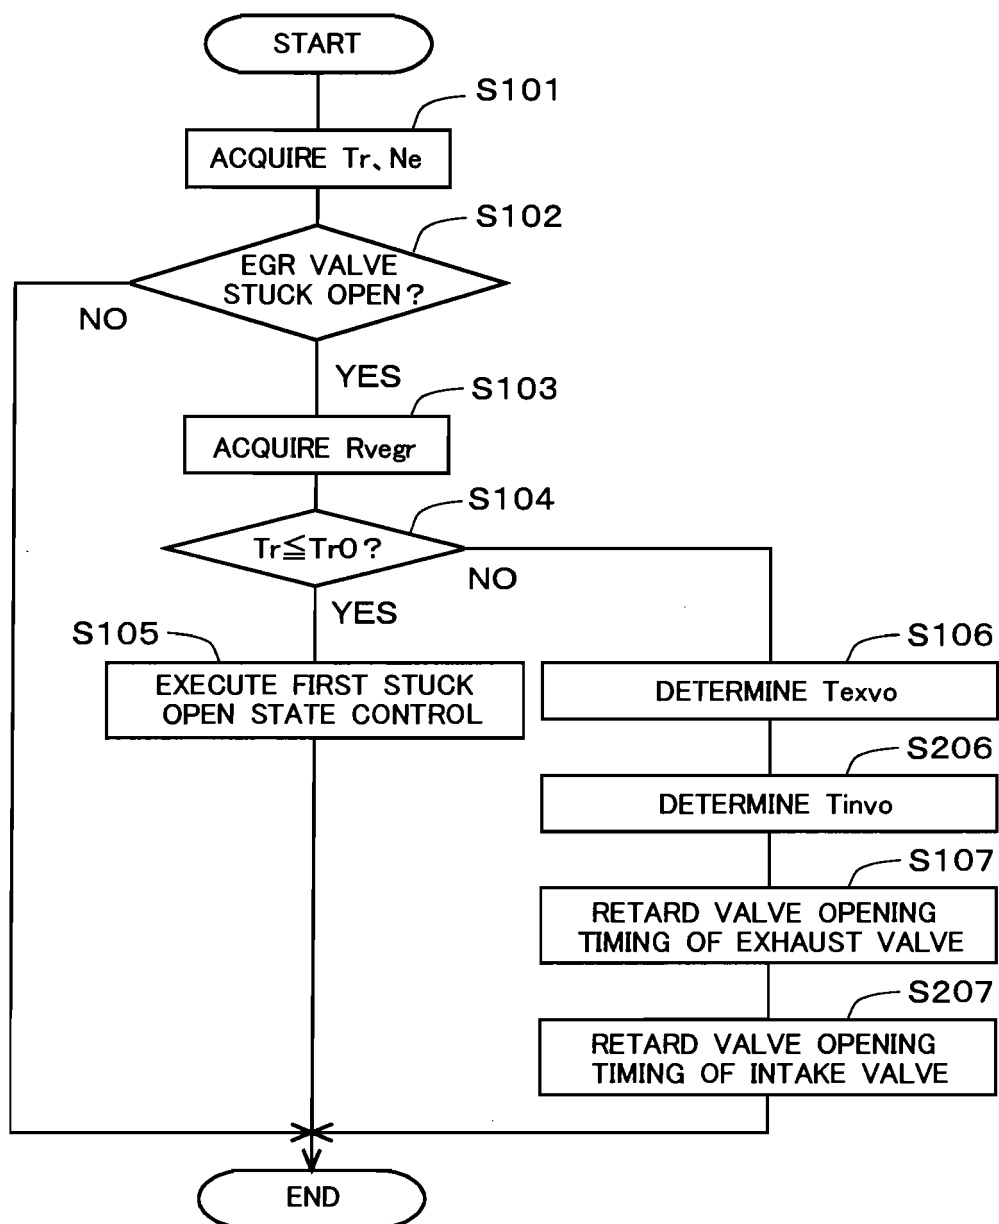 START
S101
ACQUIRE Tr、Ne
S102
EGR VALVE
STUCK OPEN?
NO
YES
S103
ACQUIRE Rvegr
S104
Tr≦Tr0?
NO
YES
S105
EXECUTE FIRST STUCK
OPEN STATE CONTROL
S106
DETERMINE Texvo
S206
DETERMINE Tinvo
S107
RETARD VALVE OPENING
TIMING OF EXHAUST VALVE
S207
RETARD VALVE OPENING
TIMING OF INTAKE VALVE
END